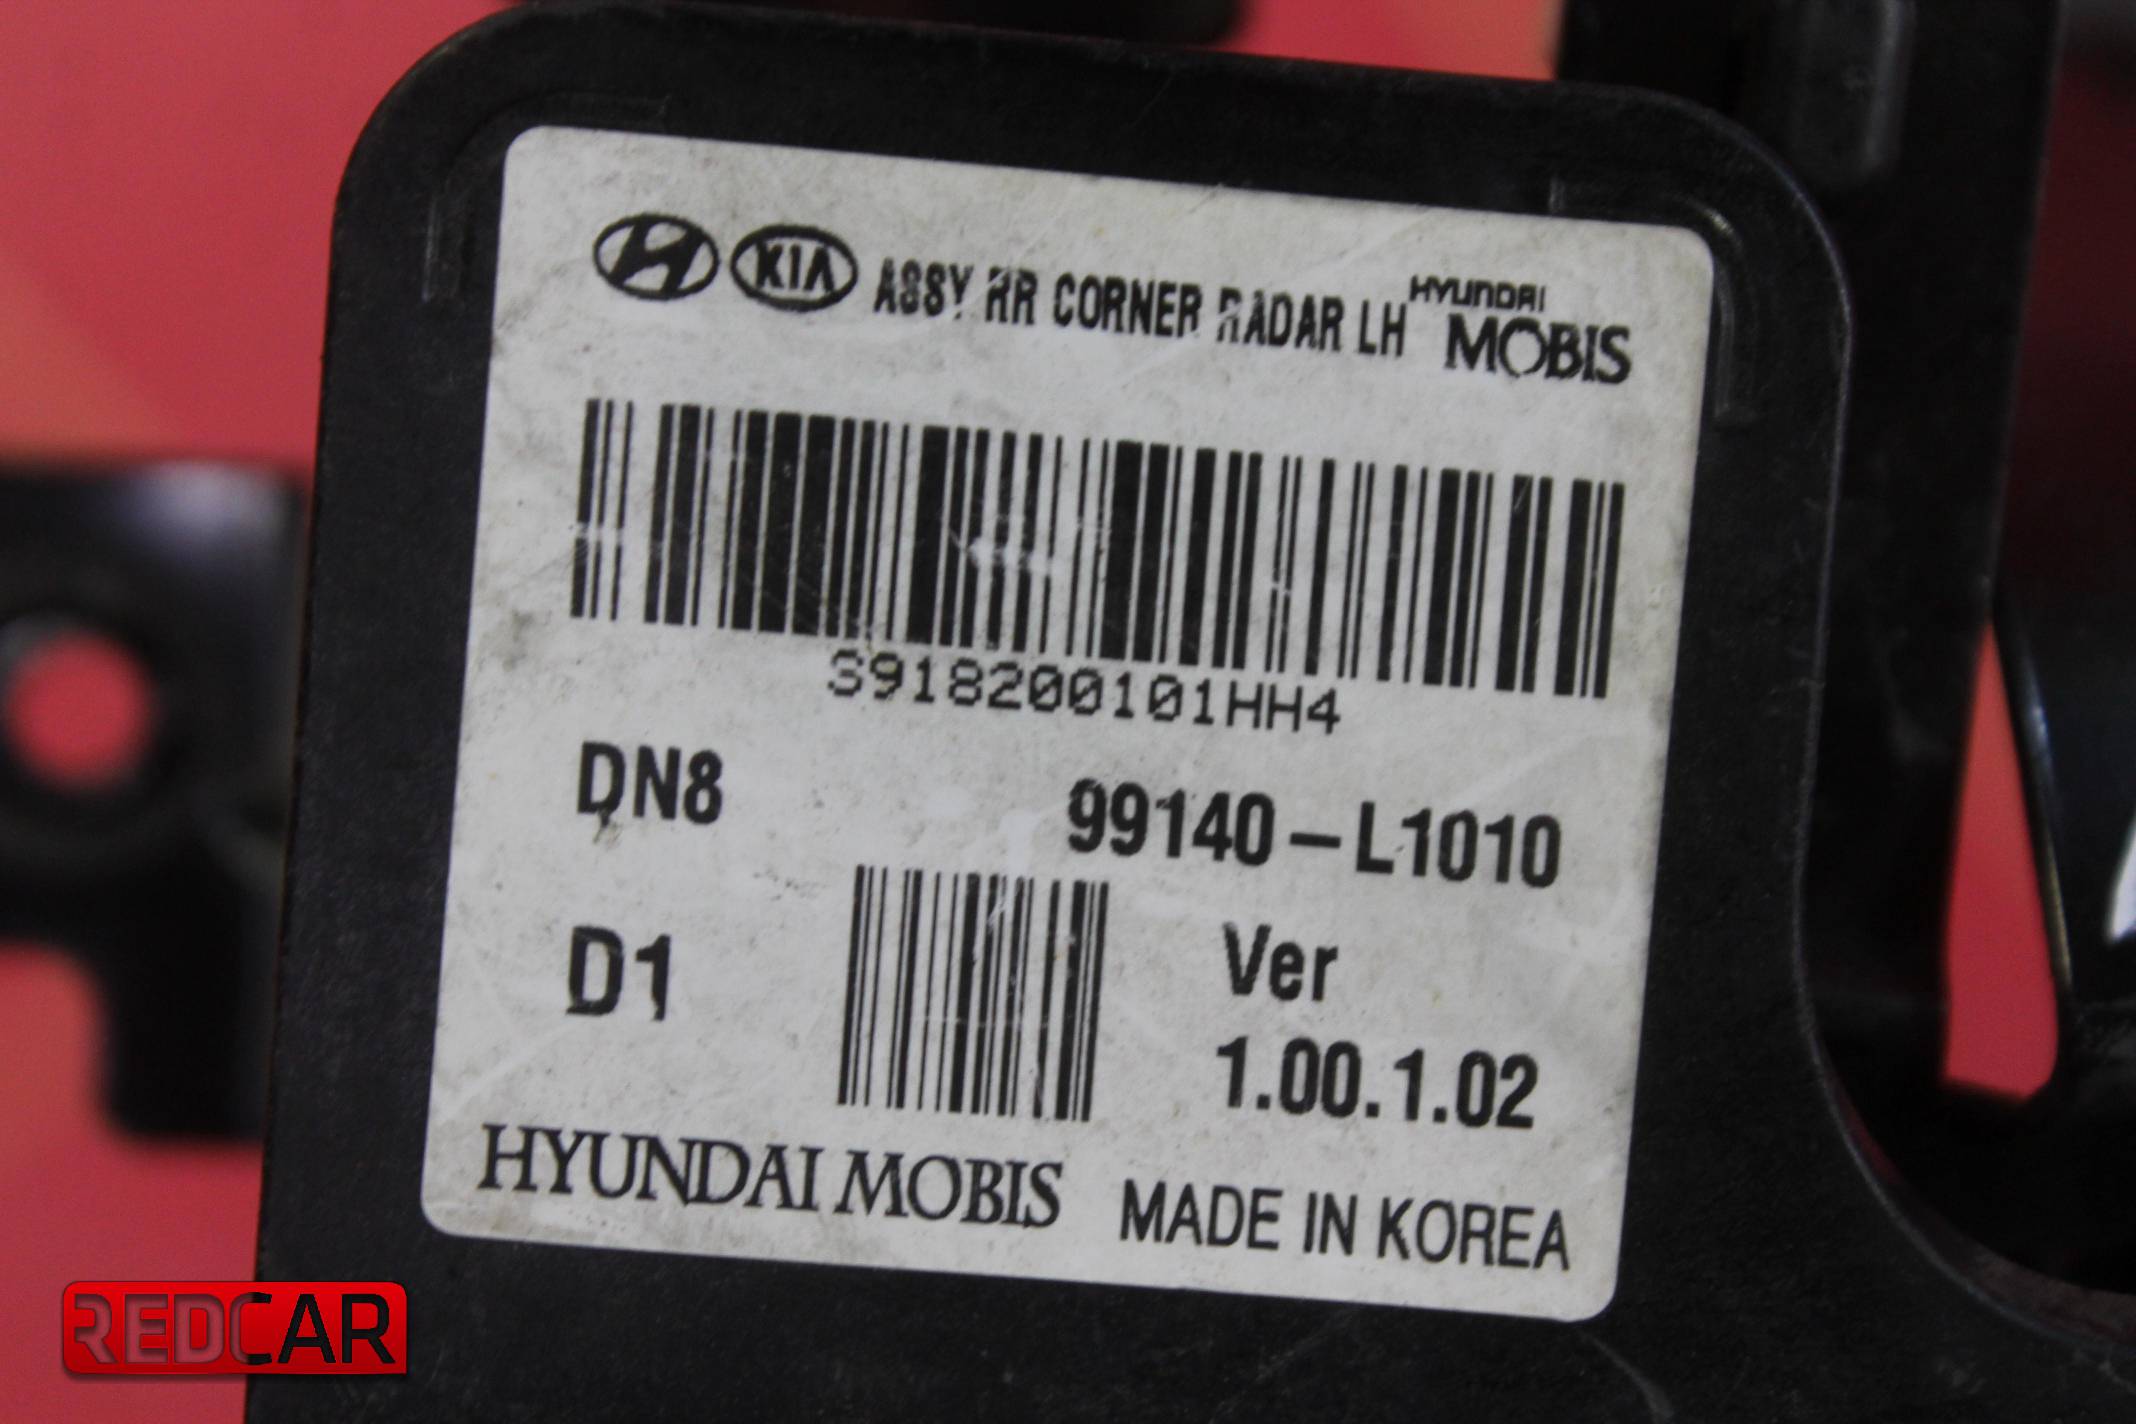 KIA ASSY RR CORNER RADAR LH HYUNDAI MOBIS
S918200101HH4
DN8 99140-L1010
D1 Ver
1.00.1.02
HYUNDAI MOBIS MADE IN KOREA
REDCAR